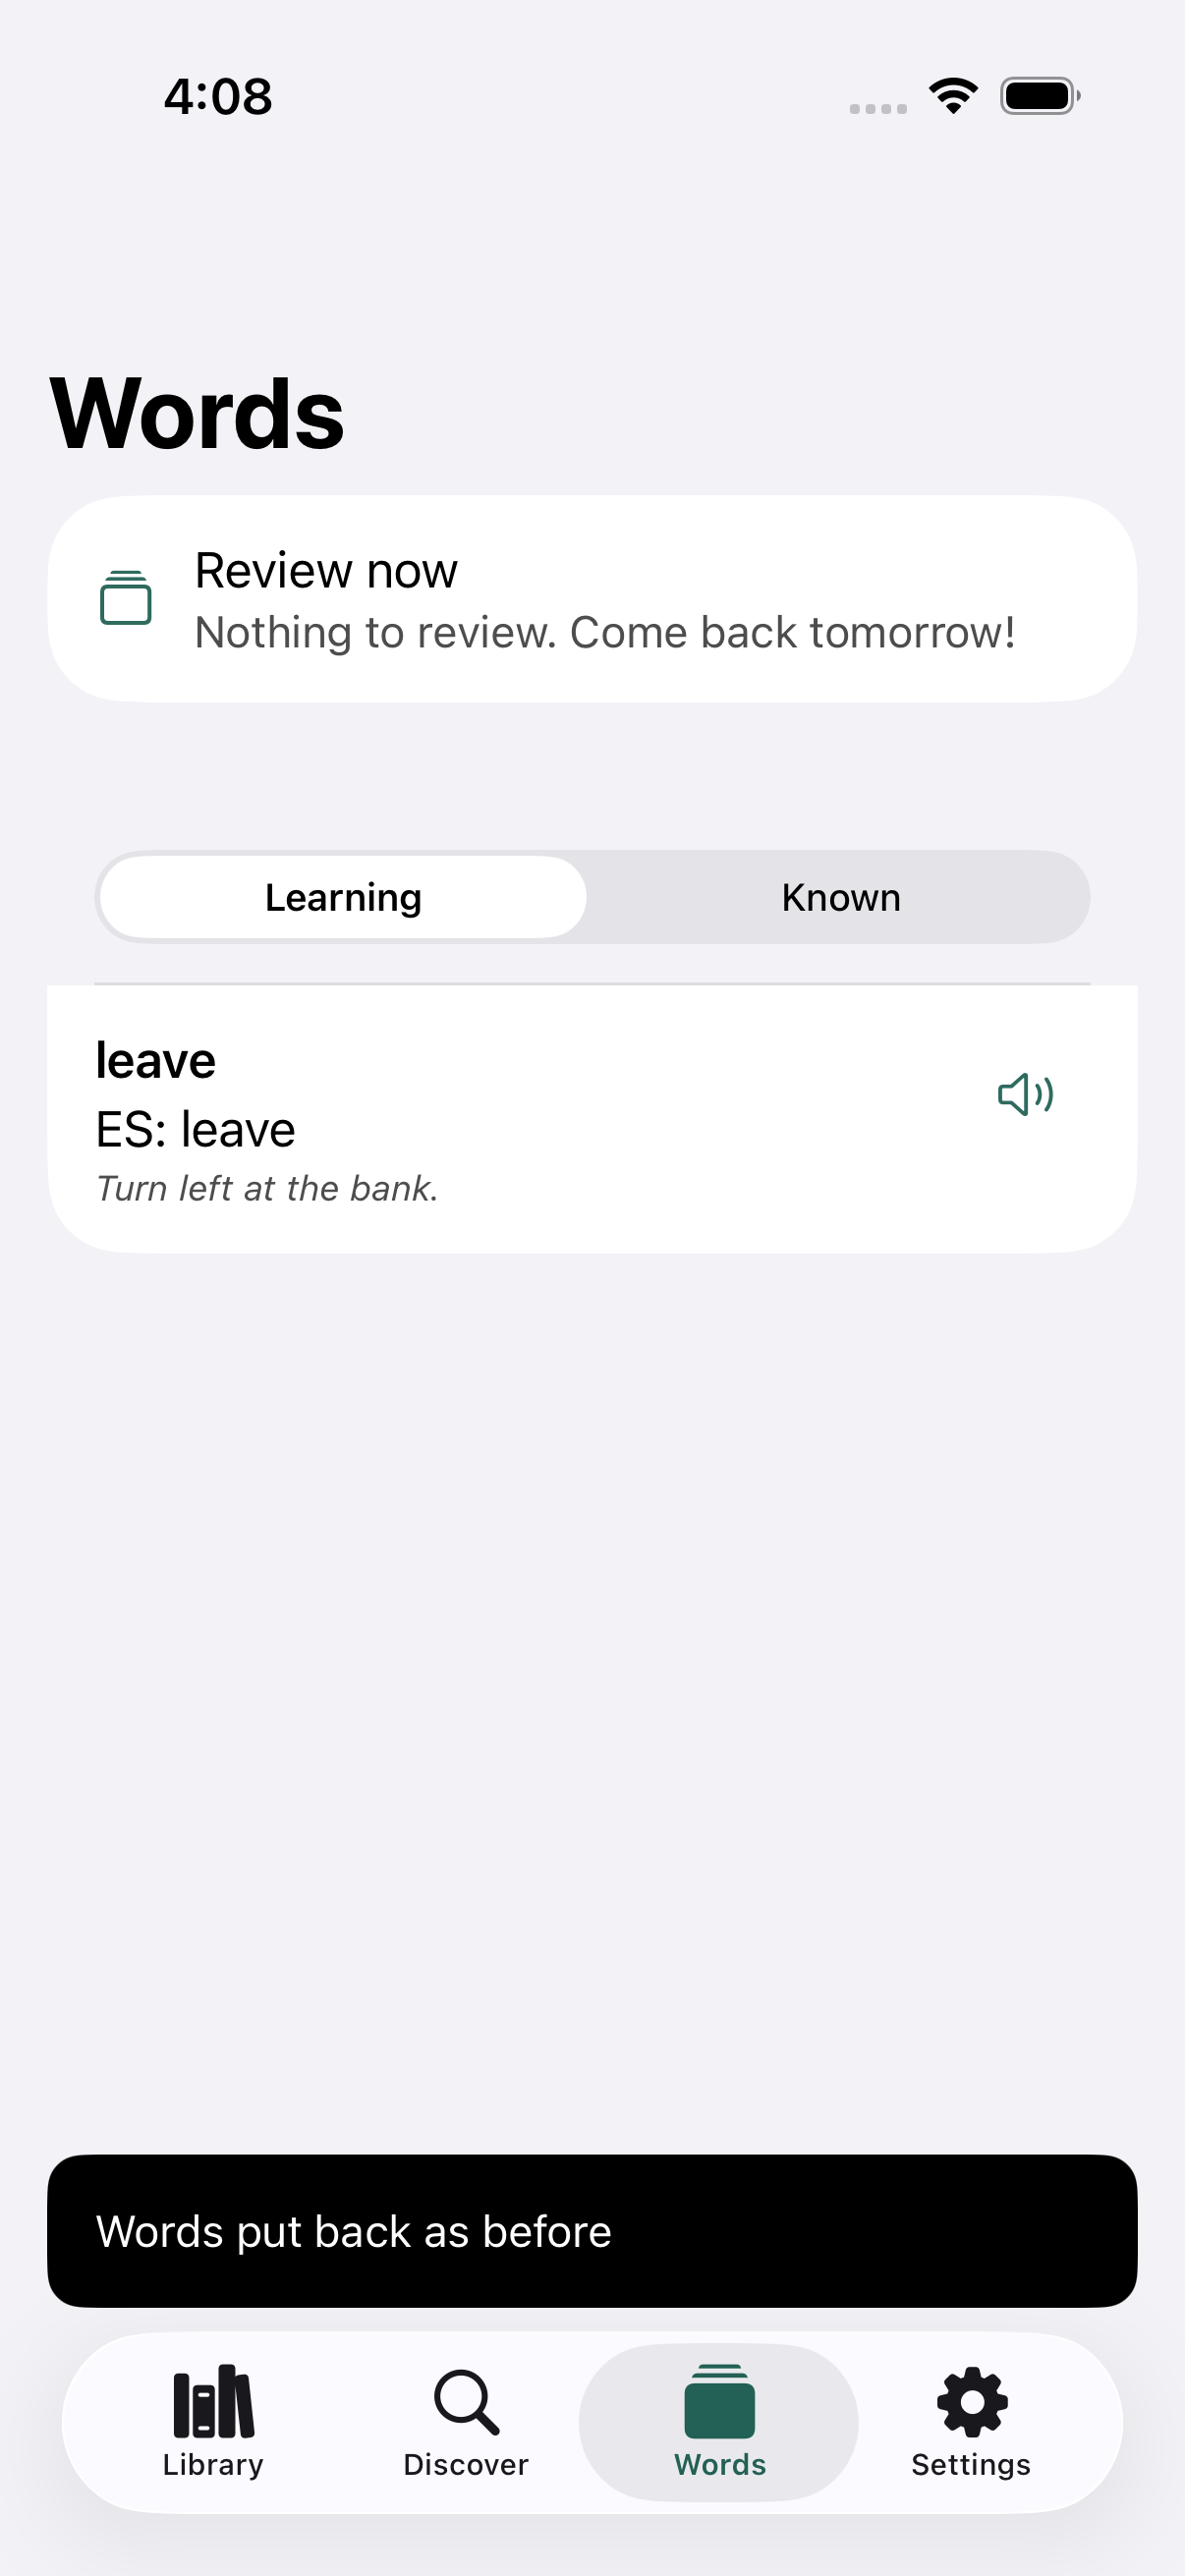 4:08
Words
Review now
Nothing to review. Come back tomorrow!
Learning
Known
leave
ES: leave
Turn left at the bank.
Words put back as before
Library
Discover
Words
Settings